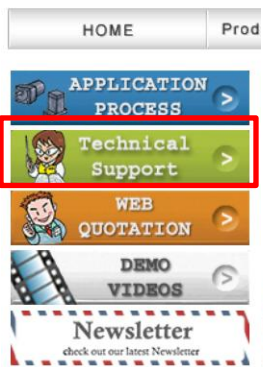 HOME
Prod
APPLICATION
PROCESS
Technical
Support
WEB
QUOTATION
DEMO
VIDEOS
Newsletter
check out our latest Newsletter